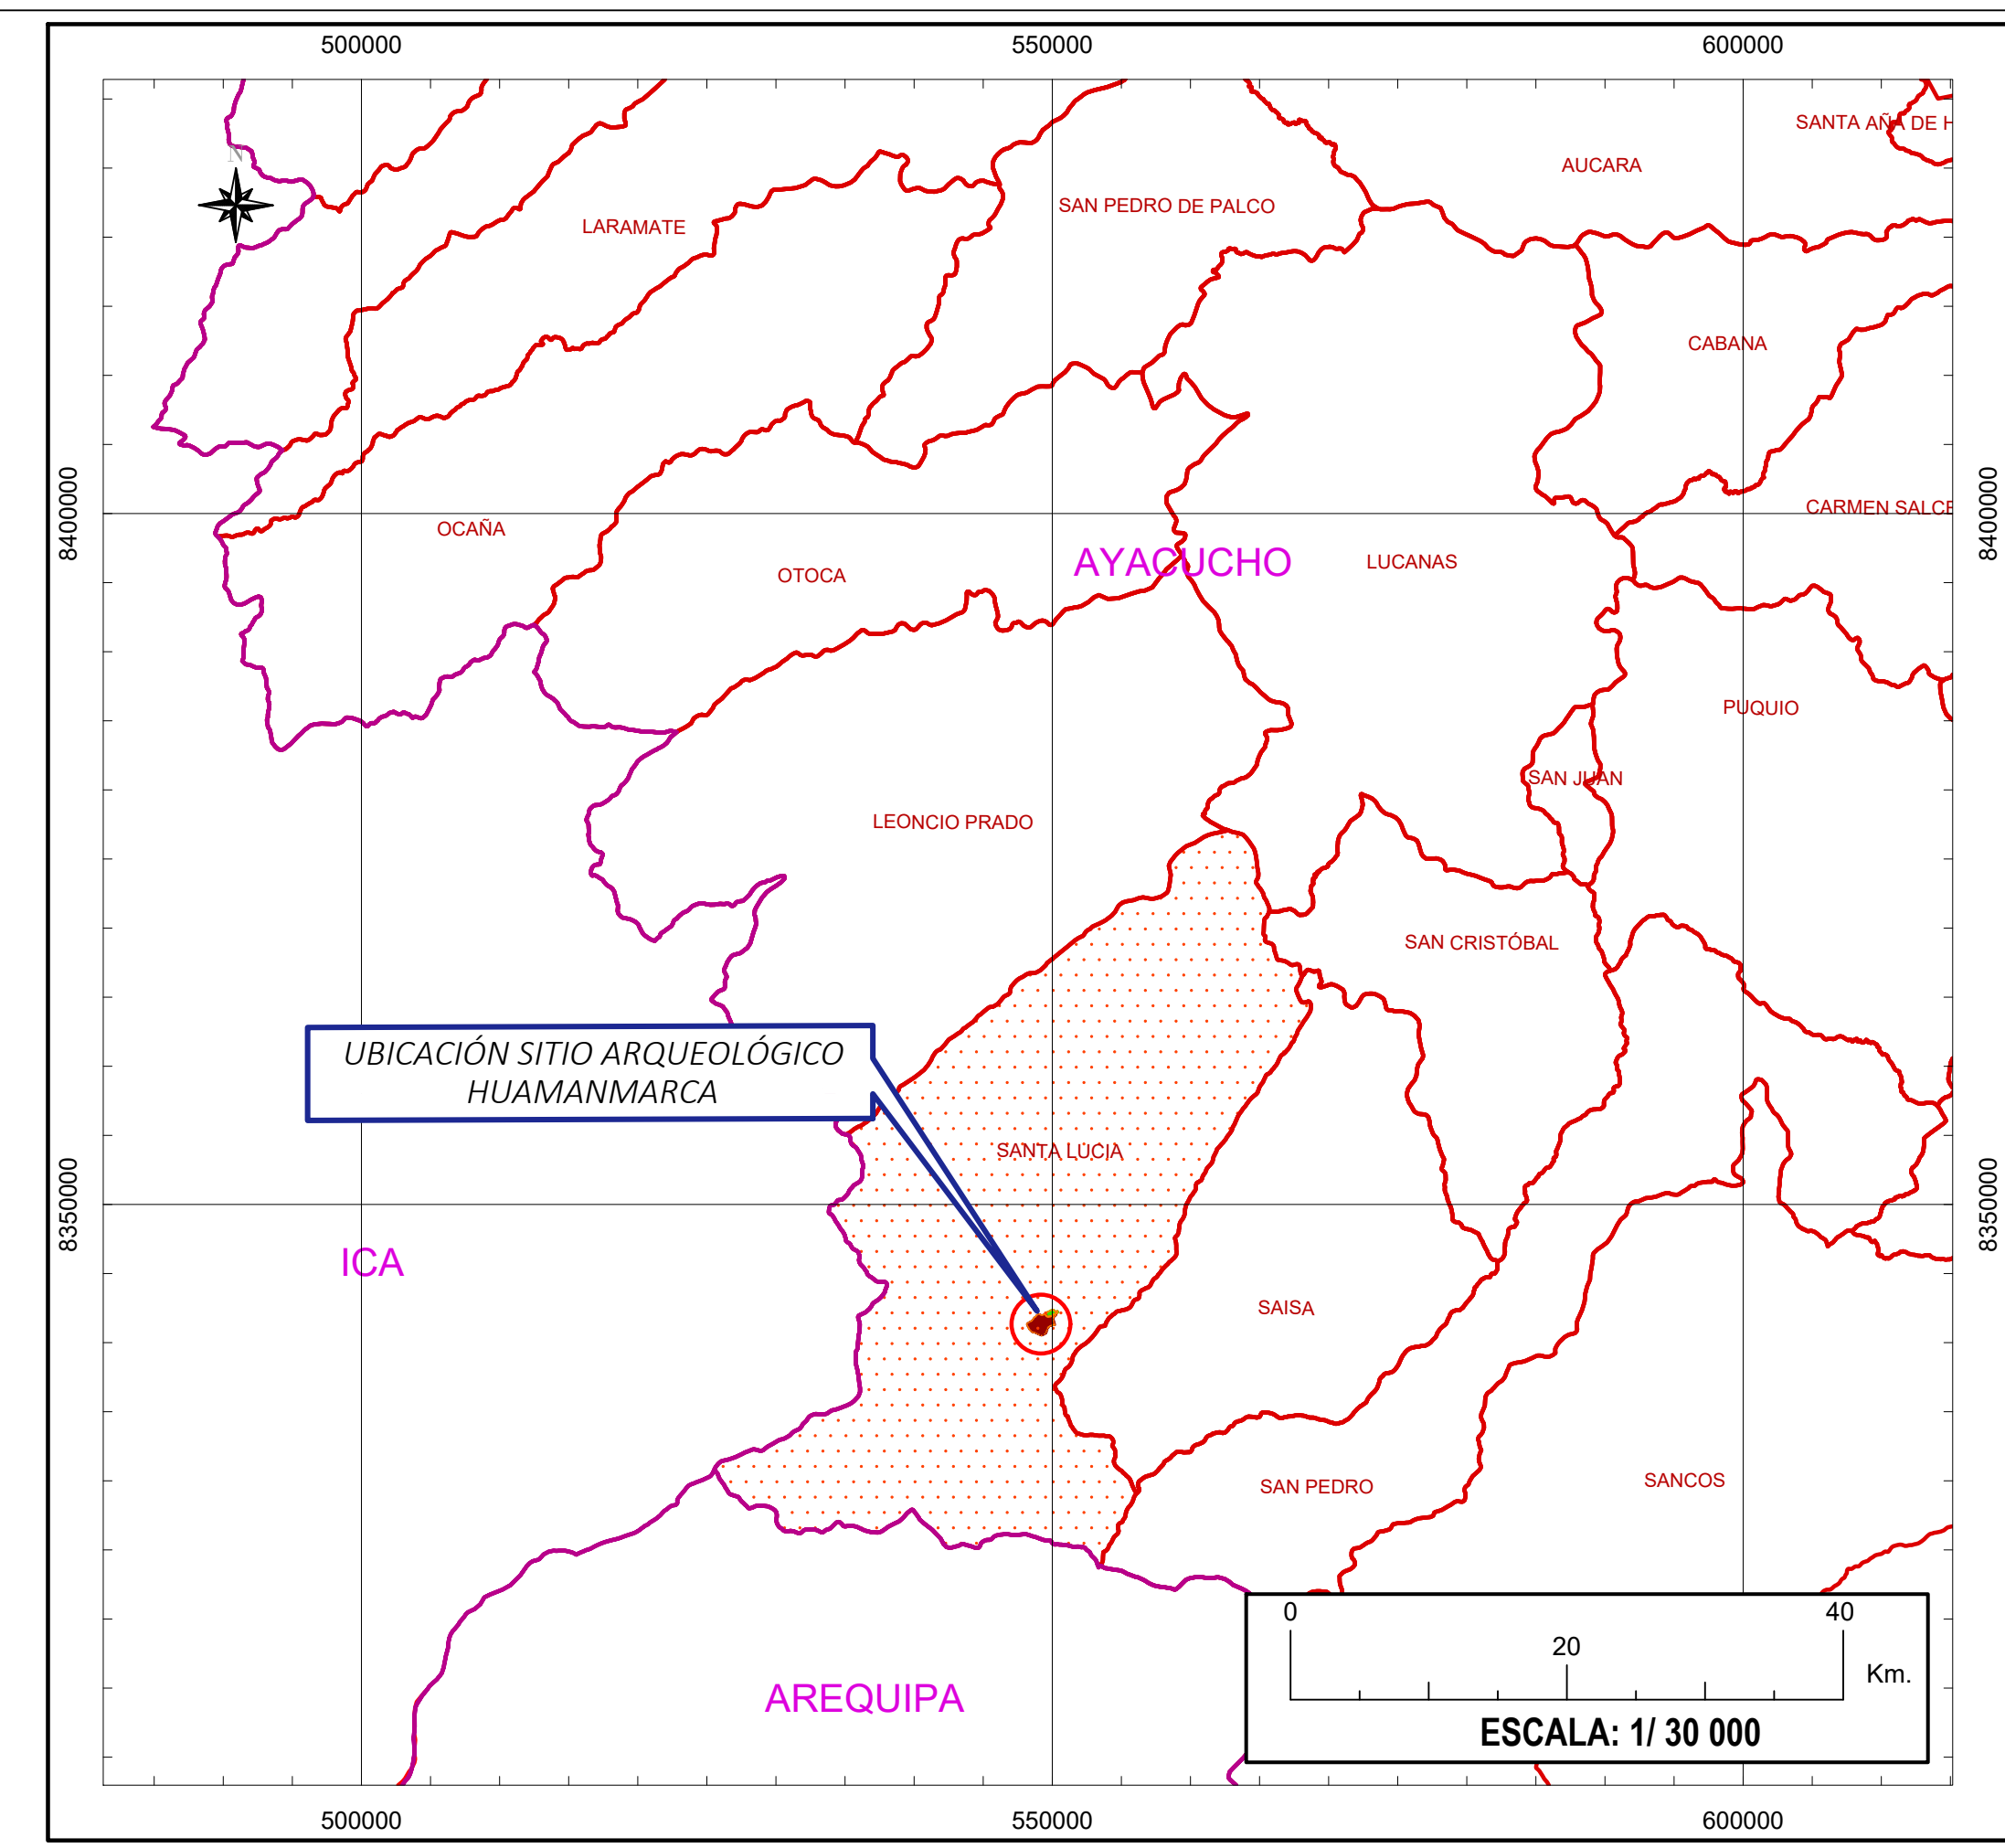 500000
550000
600000
SANTA AÑA DE H
AUCARA
N
SAN PEDRO DE PALCO
LARAMATE
CABANA
8400000
8400000
CARMEN SALCE
OCAÑA
AYACUCHO
LUCANAS
OTOCA
PUQUIO
SAN JUAN
LEONCIO PRADO
SAN CRISTÓBAL
UBICACIÓN SITIO ARQUEOLÓGICO
HUAMANMARCA
SANTA LUCIA
8350000
8350000
ICA
SAISA
SAN PEDRO
SANCOS
0
40
20
Km.
AREQUIPA
ESCALA: 1/ 30 000
500000
550000
600000